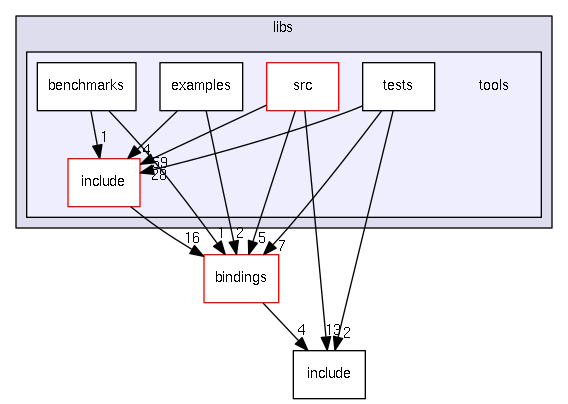 libs
benchmarks examples src tests tools
1 4 59
28
include
16 1 2 5 7
bindings
4 13 2
include